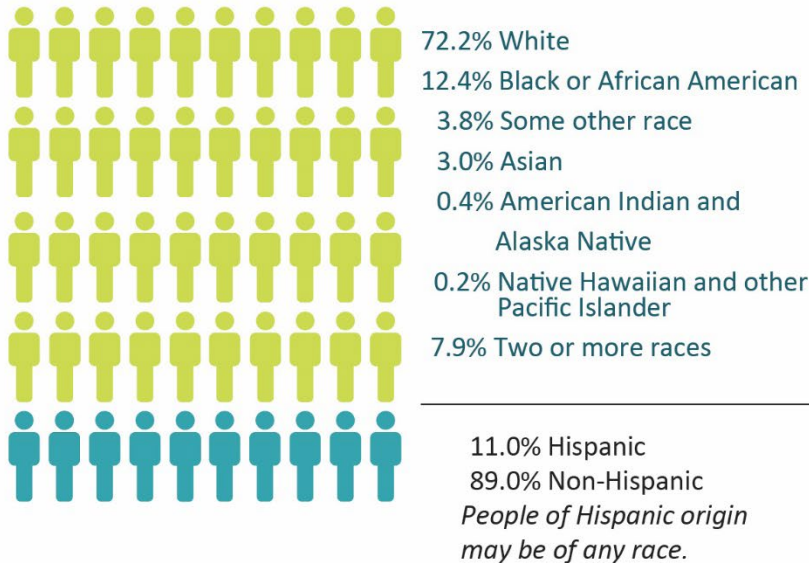 72.2% White
12.4% Black or African American
3.8% Some other race
3.0% Asian
0.4% American Indian and
Alaska Native
0.2% Native Hawaiian and other
Pacific Islander
7.9% Two or more races
11.0% Hispanic
89.0% Non-Hispanic
People of Hispanic origin
may be of any race.